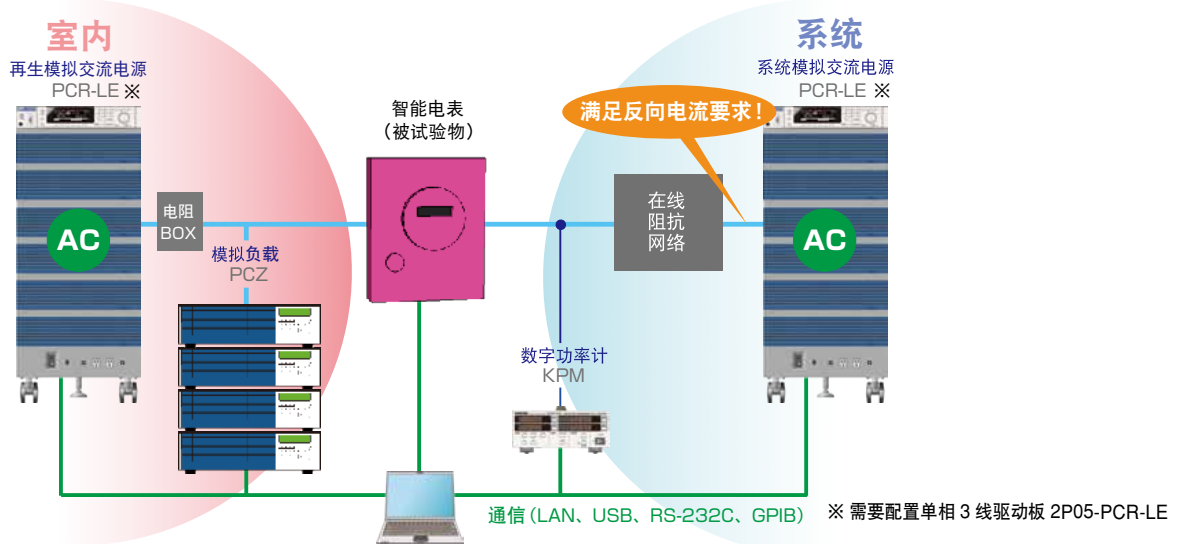 室内
再生模拟交流电源
PCR-LE ※
AC
电阻
BOX
模拟负载
PCZ
智能电表
（被试验物）
满足反向电流要求！
系统
系统模拟交流电源
PCR-LE ※
在线
阻抗
网络
AC
数字功率计
KPM
通信（LAN、USB、RS-232C、GPIB）
※ 需要配置单相 3 线驱动板 2P05-PCR-LE